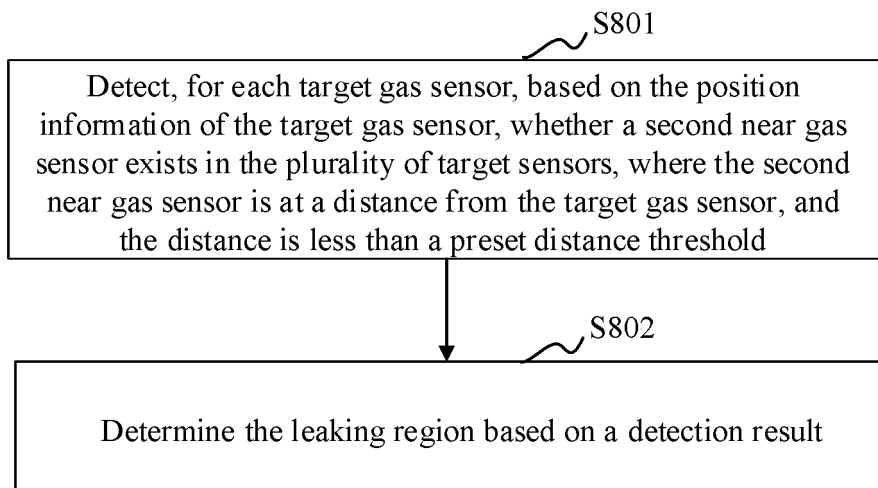 S801
Detect, for each target gas sensor, based on the position
information of the target gas sensor, whether a second near gas
sensor exists in the plurality of target sensors, where the second
near gas sensor is at a distance from the target gas sensor, and
the distance is less than a preset distance threshold
S802
Determine the leaking region based on a detection result